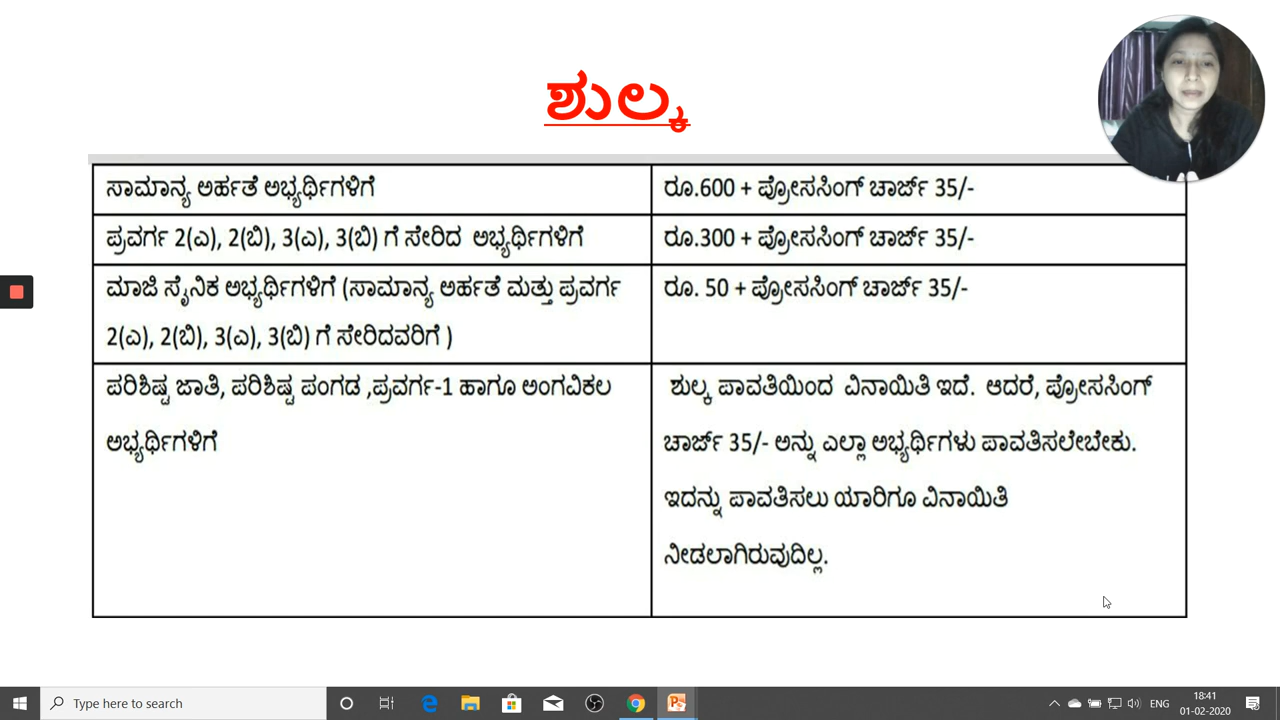 ಶುಲ್ಕ
ಸಾಮಾನ್ಯ ಅರ್ಹತೆ ಅಭ್ಯರ್ಥಿಗಳಿಗೆ
ರೂ.600 + ಪ್ರೋಸಸಿಂಗ್ ಚಾರ್ಜ್ 35/-
ಪ್ರವರ್ಗ 2(ಎ), 2(ಬಿ), 3(ಎ), 3(ಬಿ) ಗೆ ಸೇರಿದ ಅಭ್ಯರ್ಥಿಗಳಿಗೆ
ರೂ.300 + ಪ್ರೋಸಸಿಂಗ್ ಚಾರ್ಜ್ 35/-
ಮಾಜಿ ಸೈನಿಕ ಅಭ್ಯರ್ಥಿಗಳಿಗೆ (ಸಾಮಾನ್ಯ ಅರ್ಹತೆ ಮತ್ತು ಪ್ರವರ್ಗ
2(ಎ), 2(ಬಿ), 3(ಎ), 3(ಬಿ) ಗೆ ಸೇರಿದವರಿಗೆ )
ರೂ. 50 + ಪ್ರೋಸಸಿಂಗ್ ಚಾರ್ಜ್ 35/-
ಪರಿಶಿಷ್ಟ ಜಾತಿ, ಪರಿಶಿಷ್ಟ ಪಂಗಡ ,ಪ್ರವರ್ಗ-1 ಹಾಗೂ ಅಂಗವಿಕಲ
ಅಭ್ಯರ್ಥಿಗಳಿಗೆ
ಶುಲ್ಕ ಪಾವತಿಯಿಂದ ವಿನಾಯಿತಿ ಇದೆ. ಆದರೆ, ಪ್ರೋಸಸಿಂಗ್
ಚಾರ್ಜ್ 35/- ಅನ್ನು ಎಲ್ಲಾ ಅಭ್ಯರ್ಥಿಗಳು ಪಾವತಿಸಲೇಬೇಕು.
ಇದನ್ನು ಪಾವತಿಸಲು ಯಾರಿಗೂ ವಿನಾಯಿತಿ
ನೀಡಲಾಗಿರುವುದಿಲ್ಲ.
Type here to search
ENG
18:41
01-02-2020